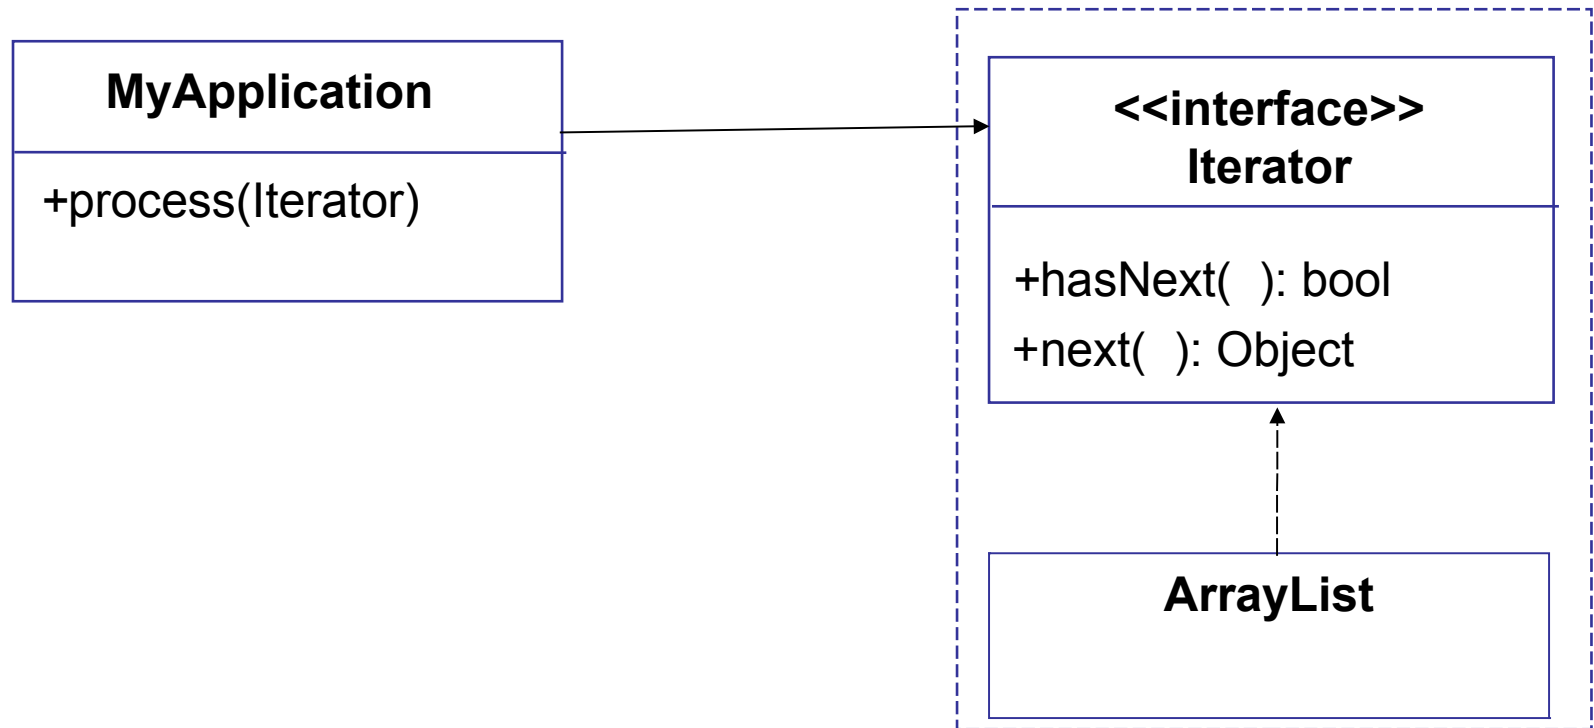 MyApplication
+process(Iterator)
<<interface>>
Iterator
+hasNext(  ): bool
+next(  ): Object
ArrayList